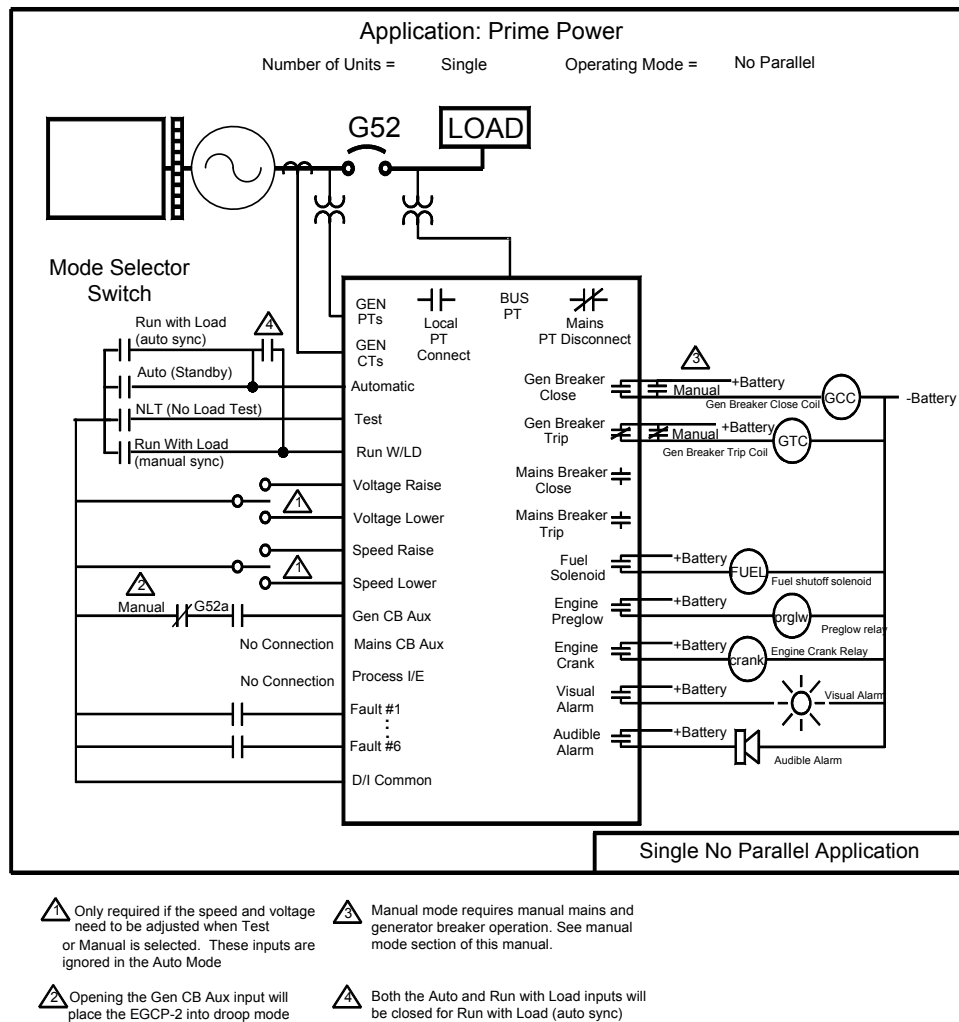 Application: Prime Power
Number of Units = Single Operating Mode = No Parallel
G52
LOAD
Mode Selector
Switch
Run with Load
(auto sync)
4
Auto (Standby)
NLT (No Load Test)
Run With Load
(manual sync)
1
1
2
Manual
G52a
No Connection
No Connection
GEN
PTs
Local
PT
Connect
BUS
PT
Mains
PT Disconnect
GEN
CTs
Automatic
Test
Run W/LD
Voltage Raise
Voltage Lower
Speed Raise
Speed Lower
Gen CB Aux
Mains CB Aux
Process I/E
Fault #1
Fault #6
D/I Common
Gen Breaker
Close
Gen Breaker
Trip
Mains Breaker
Close
Mains Breaker
Trip
Fuel
Solenoid
Engine
Preglow
Engine
Crank
Visual
Alarm
Audible
Alarm
3
Manual
+Battery
Gen Breaker Close Coil
GCC
-Battery
Manual
+Battery
Gen Breaker Trip Coil
GTC
+Battery
FUEL
Fuel shutoff solenoid
+Battery
prglw
Preglow relay
+Battery
crank
Engine Crank Relay
+Battery
Visual Alarm
+Battery
Audible Alarm
Single No Parallel Application
1 Only required if the speed and voltage
need to be adjusted when Test
or Manual is selected. These inputs are
ignored in the Auto Mode
2 Opening the Gen CB Aux input will
place the EGCP-2 into droop mode
3 Manual mode requires manual mains and
generator breaker operation. See manual
mode section of this manual.
4 Both the Auto and Run with Load inputs will
be closed for Run with Load (auto sync)